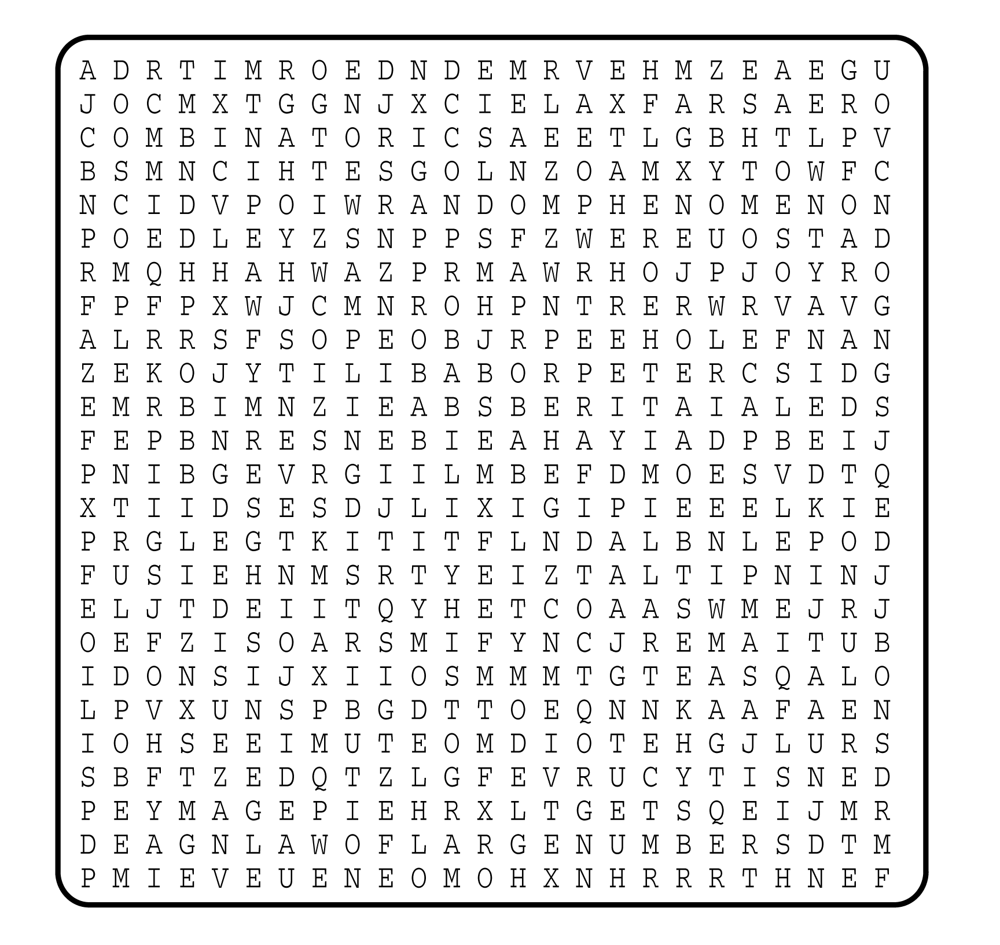 A D R T I M R O E D N D E M R V E H M Z E A E G U
J O C M X T G G N J X C I E L A X F A R S A E R O
C O M B I N A T O R I C S A E E T L G B H T L P V
B S M N C I H T E S G O L N Z O A M X Y T O W F C
N C I D V P O I W R A N D O M P H E N O M E N O N
P O E D L E Y Z S N P P S F Z W E R E U O S T A D
R M Q H H A H W A Z P R M A W R H O J P J O Y R O
F P F P X W J C M N R O H P N T R E R W R V A V G
A L R R S F S O P E O B J R P E E H O L E F N A N
Z E K O J Y T I L I B A B O R P E T E R C S I D G
E M R B I M N Z I E A B S B E R I T A I A L E D S
F E P B N R E S N E B I E A H A Y I A D P B E I J
P N I B G E V R G I I L M B E F D M O E S V D T Q
X T I I D S E S D J L I X I G I P I E E E L K I E
P R G L E G T K I T I T F L N D A L B N L E P O D
F U S I E H N M S R T Y E I Z T A L T I P N I N J
E L J T D E I I T Q Y H E T C O A A S W M E J R J
O E F Z I S O A R S M I F Y N C J R E M A I T U B
I D O N S I J X I I O S M M M T G T E A S Q A L O
L P V X U N S P B G D T T O E Q N N K A A F A E N
I O H S E E I M U T E O M D I O T E H G J L U R S
S B F T Z E D Q T Z L G F E V R U C Y T I S N E D
P E Y M A G E P I E H R X L T G E T S Q E I J M R
D E A G N L A W O F L A R G E N U M B E R S D T M
P M I E V E U E N E O M O H X N H R R R T H N E F